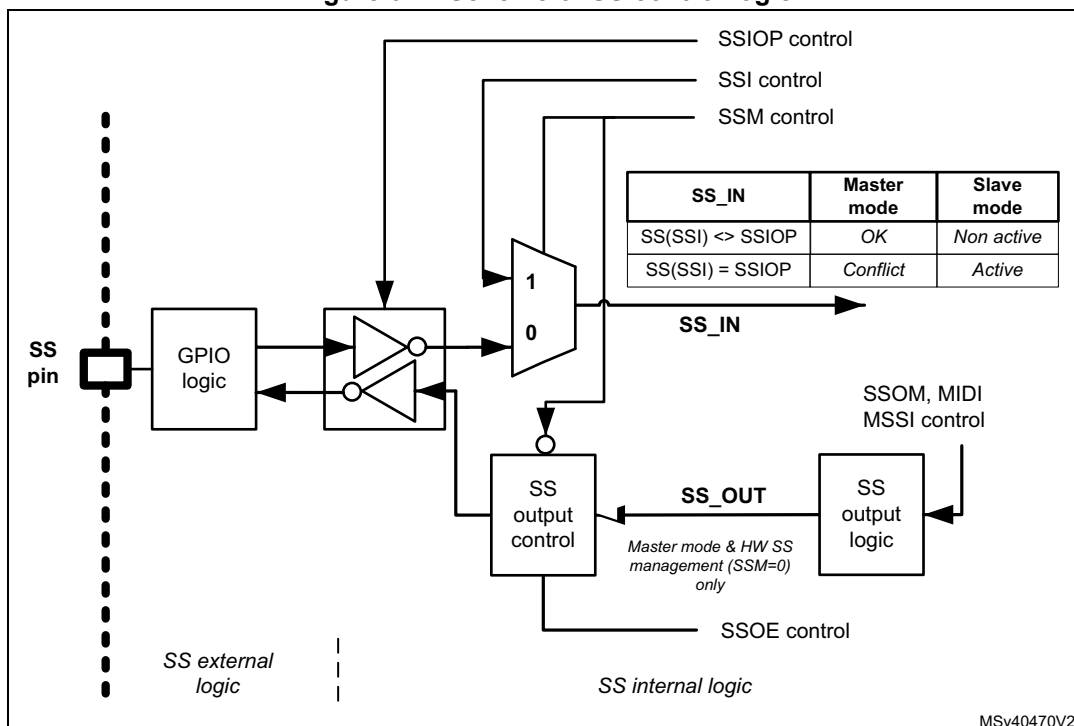 SSIOP control
SSI control
SSM control
SS_IN
Master
mode
Slave
mode
SS(SSI) <> SSIOP
OK
Non active
SS(SSI) = SSIOP
Conflict
Active
1
0
SS_IN
SS
pin
GPIO
logic
SSOM, MIDI
MSSI control
SS
output
control
SS_OUT
SS
output
logic
Master mode & HW SS
management (SSM=0)
only
SSOE control
SS external
logic
SS internal logic
MSv40470V2